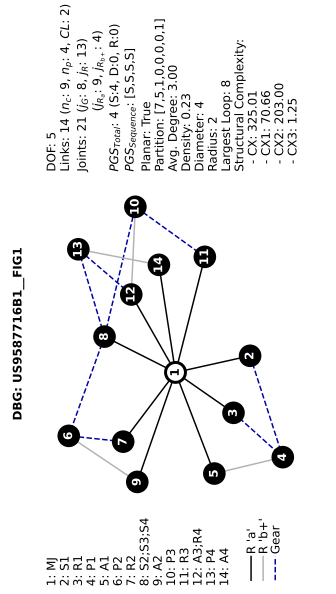 DBG: US9587716B1__FIG1
DOF: 5
Links: 14 (n_C: 9, n_P: 4, CL: 2)
Joints: 21 (j_G: 8, j_R: 13)
(j_Ra: 9, j_Rb+: 4)
PGS_Total: 4 (S:4, D:0, R:0)
PGS_Sequence: [S,S,S,S]
Planar: True
Partition: [7,5,1,0,0,0,0,1]
Avg. Degree: 3.00
Density: 0.23
Diameter: 4
Radius: 2
Largest Loop: 8
Structural Complexity:
- CX: 325.01
- CX1: 70.66
- CX2: 203.00
- CX3: 1.25
1
2
3
4
5
6
7
8
9
10
11
12
13
14
1: MJ
2: S1
3: R1
4: P1
5: A1
6: P2
7: R2
8: S2;S3;S4
9: A2
10: P3
11: R3
12: A3;R4
13: P4
14: A4
R 'a'
R 'b+'
Gear